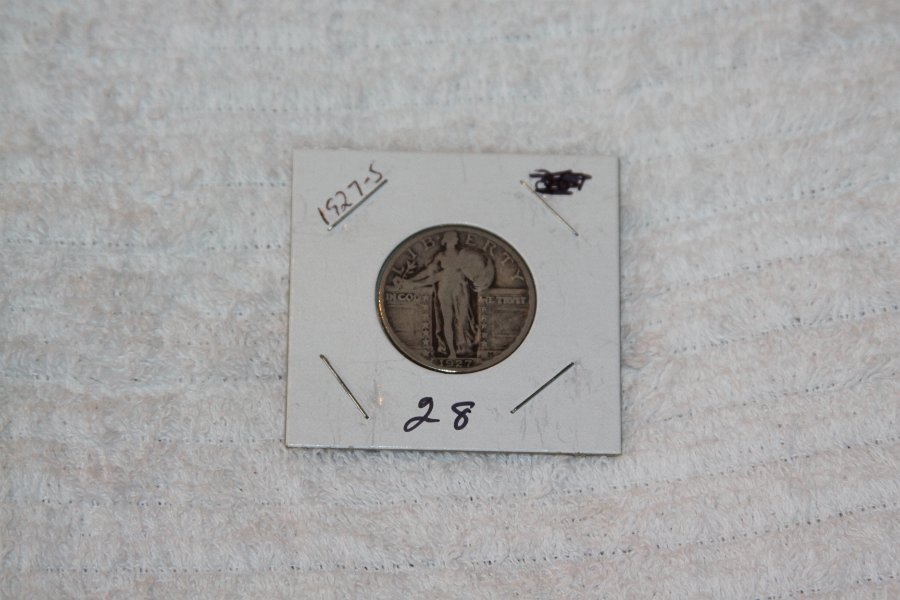 1927-S
LIBERTY
IN GOD WE TRUST
1927
28